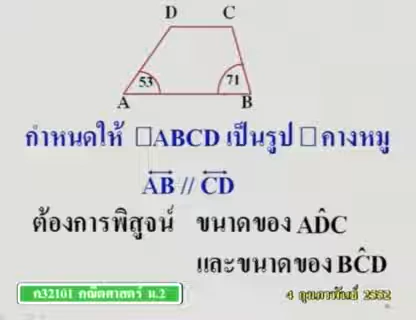 D C
53 71
A B
กำหนดให้ □ABCD เป็นรูป □ คางหมู
AB // CD
ต้องการพิสูจน์ ขนาดของ AD̂C
และขนาดของ BĈD
ก32101 คณิตศาสตร์ ม.2
4 กุมภาพันธ์ 2552